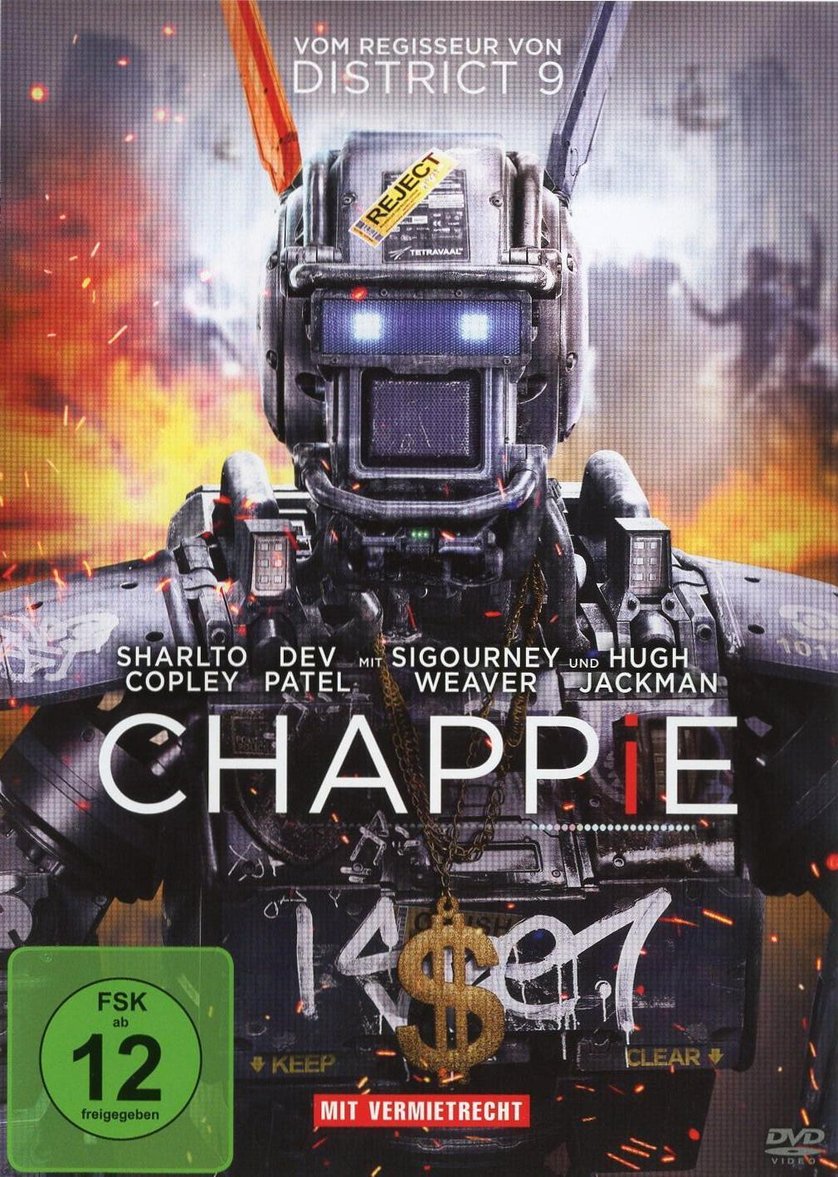 VOM REGISSEUR VON
DISTRICT 9
REJECT
TETRAVAAL
SHARLTO COPLEY DEV PATEL MIT SIGOURNEY WEAVER UND HUGH JACKMAN
CHAPPiE
KEEP CLEAR
FSK
ab
12
freigegeben
MIT VERMIETRECHT
DVD
VIDEO